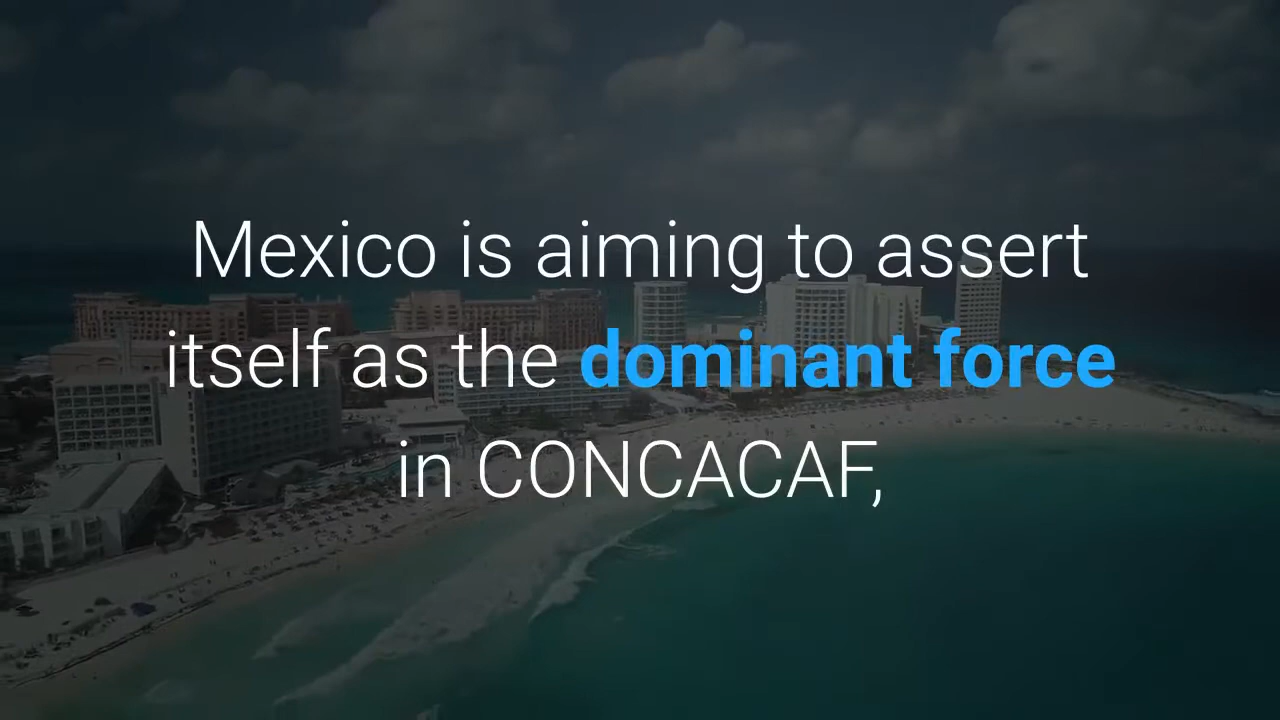 Mexico is aiming to assert
itself as the dominant force
in CONCACAF,